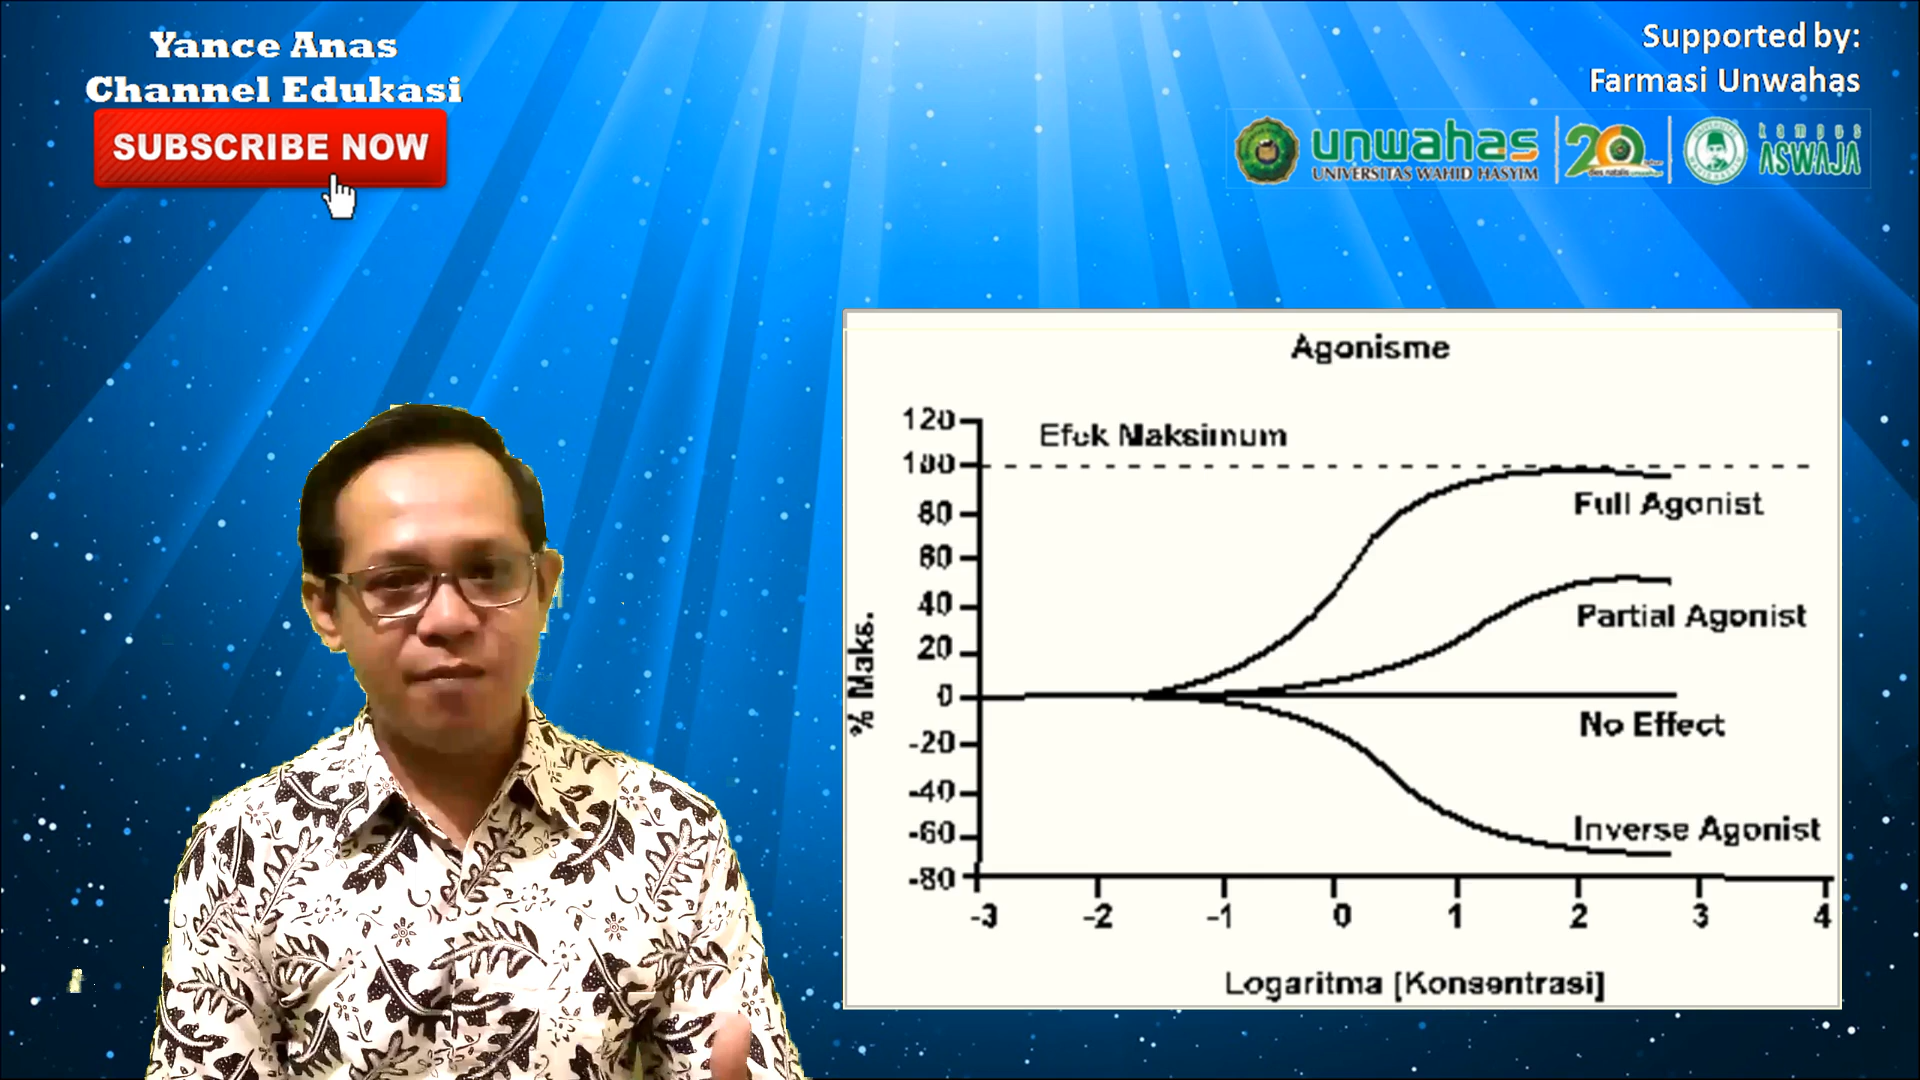 Yance Anas
Channel Edukasi
SUBSCRIBE NOW
Supported by:
Farmasi Unwahas
unwahas
UNIVERSITAS WAHID HASYIM
20
kampus
ASWAJA
Agonisme
120
Efek Maksimum
100
80
Full Agonist
60
40
Partial Agonist
20
% Maks.
0
No Effect
-20
-40
-60
Inverse Agonist
-80
-3 -2 -1 0 1 2 3 4
Logaritma [Konsentrasi]